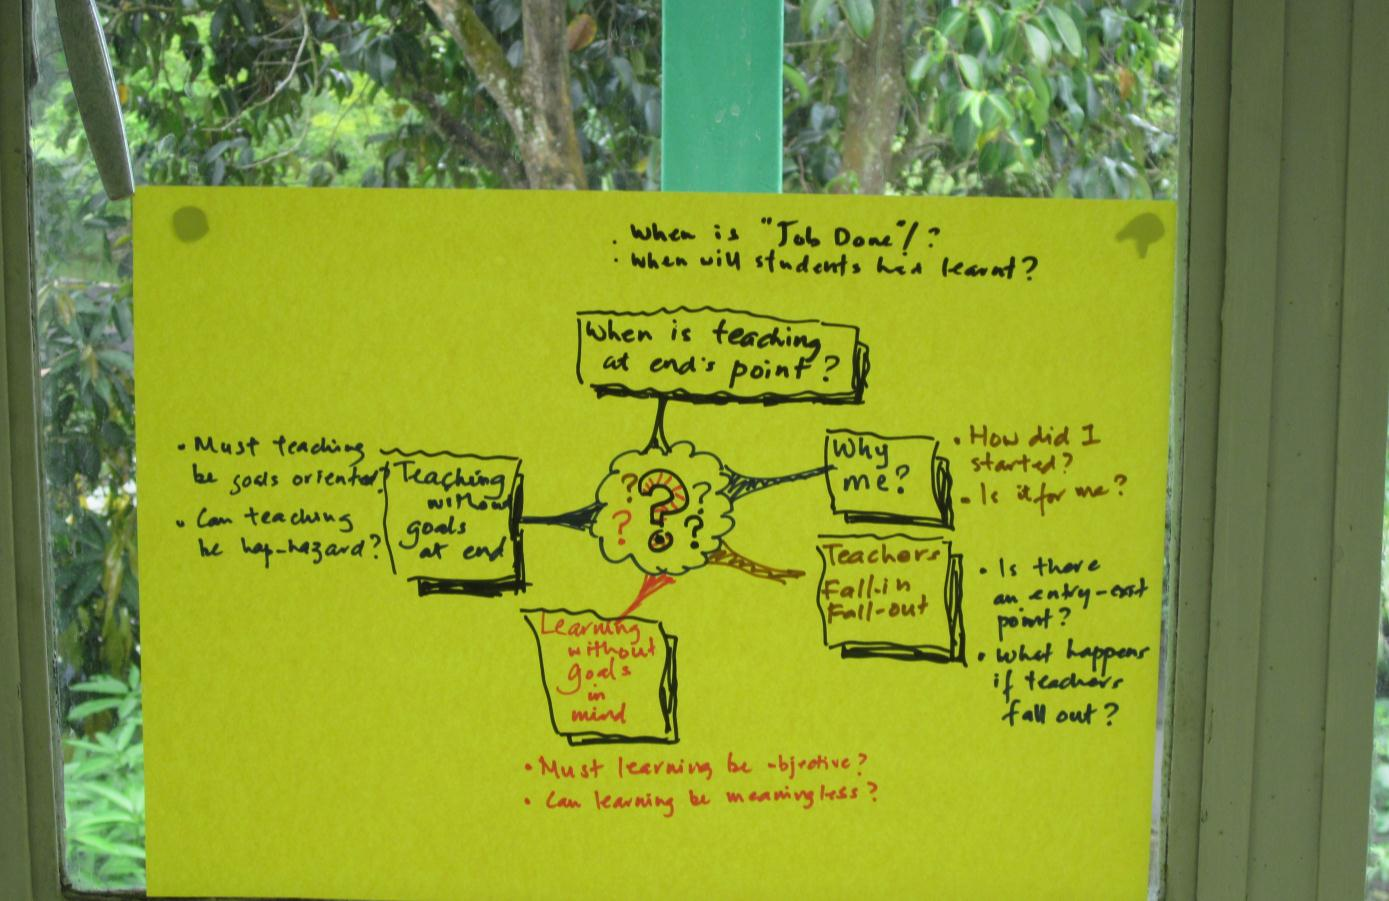 · When is "Job Done"!?
· When will students had learnt?
When is teaching
at end's point?
· Must teaching
be goals oriented?
· Can teaching
be hap-hazard?
Teaching
without
goals
at end
? ? ? ? ?
Why
me?
· How did I
started?
· Is it for me?
Teachers
Fall-in
Fall-out
· Is there
an entry-exit
point?
· What happens
if teachers
fall out?
Learning
without
goals
in
mind
· Must learning be objective?
· Can learning be meaningless?